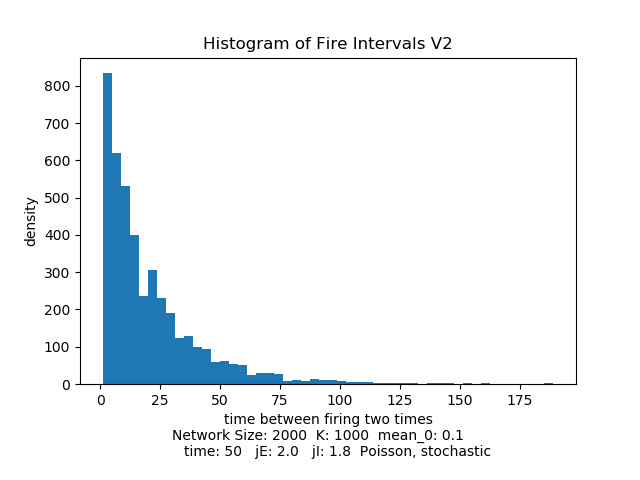 Histogram of Fire Intervals V2
800
700
600
500
400
300
200
100
0
density
0 25 50 75 100 125 150 175
time between firing two times
Network Size: 2000 K: 1000 mean_0: 0.1
time: 50 jE: 2.0 jI: 1.8 Poisson, stochastic